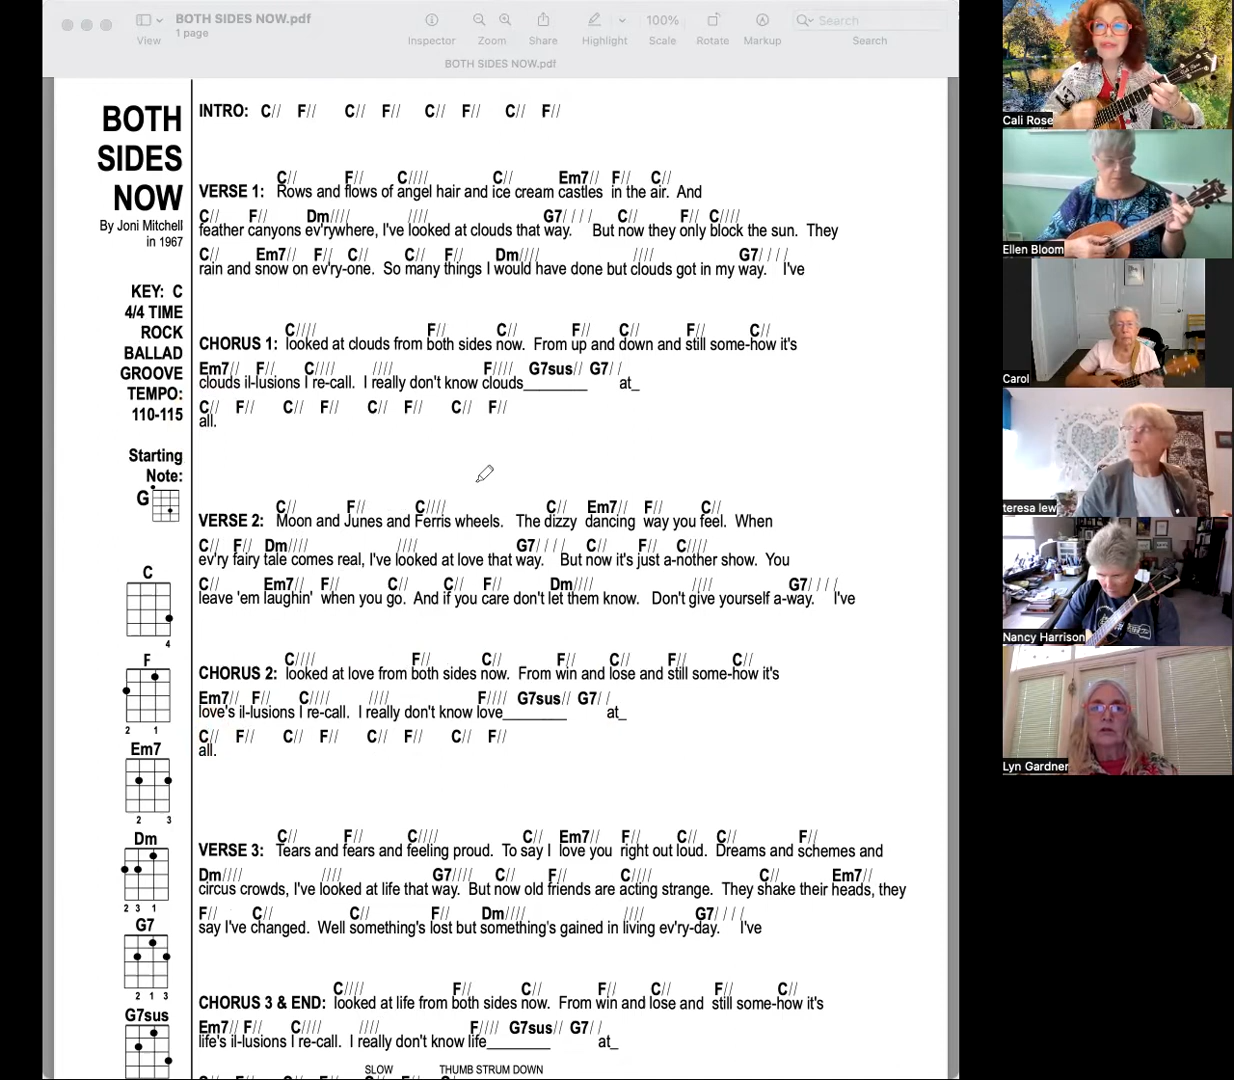 BOTH SIDES NOW.pdf
1 page
View
Inspector
Zoom
Share
Highlight
100%
Scale
Rotate
Markup
Search
Search
BOTH SIDES NOW.pdf
BOTH
SIDES
NOW
By Joni Mitchell
in 1967
KEY: C
4/4 TIME
ROCK
BALLAD
GROOVE
TEMPO:
110-115
Starting
Note:
G
C
4
F
2 1
Em7
2 3
Dm
2 3 1
G7
2 1 3
G7sus
INTRO: C// F// C// F// C// F// C// F//
C// F// C//// C// Em7// F// C//
VERSE 1: Rows and flows of angel hair and ice cream castles in the air. And
C// F// Dm//// //// G7//// C// F// C////
feather canyons ev'rywhere, I've looked at clouds that way. But now they only block the sun. They
C// Em7// F// C// C// F// Dm//// //// G7////
rain and snow on ev'ry-one. So many things I would have done but clouds got in my way. I've
C//// F// C// F// C// F// C//
CHORUS 1: looked at clouds from both sides now. From up and down and still some-how it's
Em7// F// C//// //// F//// G7sus// G7//
clouds il-lusions I re-call. I really don't know clouds________ at_
C// F// C// F// C// F// C// F//
all.
C// F// C//// C// Em7// F// C//
VERSE 2: Moon and Junes and Ferris wheels. The dizzy dancing way you feel. When
C// F// Dm//// //// G7//// C// F// C////
ev'ry fairy tale comes real, I've looked at love that way. But now it's just a-nother show. You
C// Em7// F// C// C// F// Dm//// //// G7////
leave 'em laughin' when you go. And if you care don't let them know. Don't give yourself a-way. I've
C//// F// C// F// C// F// C//
CHORUS 2: looked at love from both sides now. From win and lose and still some-how it's
Em7// F// C//// //// F//// G7sus// G7//
love's il-lusions I re-call. I really don't know love________ at_
C// F// C// F// C// F// C// F//
all.
C// F// C//// C// Em7// F// C// C// F//
VERSE 3: Tears and fears and feeling proud. To say I love you right out loud. Dreams and schemes and
Dm//// //// G7//// C// F// C//// C// Em7//
circus crowds, I've looked at life that way. But now old friends are acting strange. They shake their heads, they
F// C// C// F// Dm//// //// G7////
say I've changed. Well something's lost but something's gained in living ev'ry-day. I've
C//// F// C// F// C// F// C//
CHORUS 3 & END: looked at life from both sides now. From win and lose and still some-how it's
Em7// F// C//// //// F//// G7sus// G7//
life's il-lusions I re-call. I really don't know life________ at_
SLOW THUMB STRUM DOWN
Cali Rose
Ellen Bloom
Carol
teresa lew
Nancy Harrison
Lyn Gardner